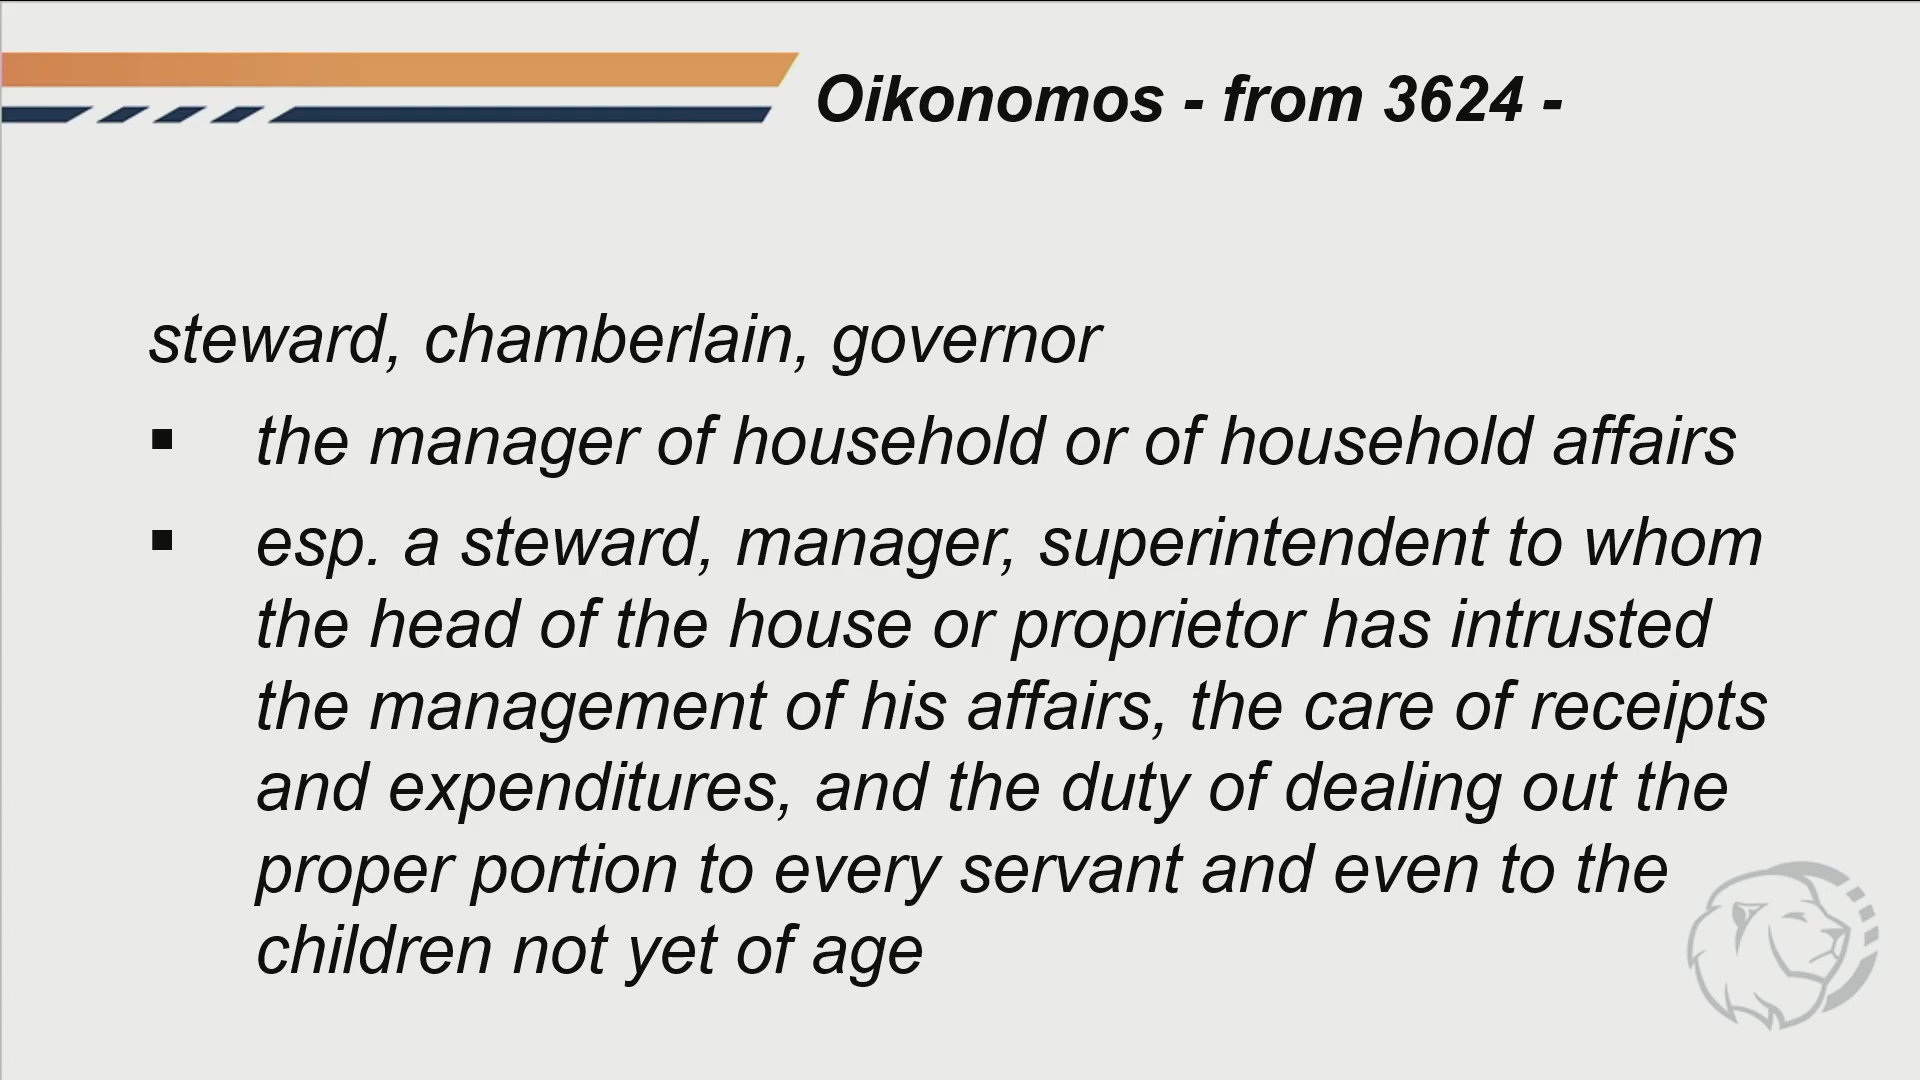 Oikonomos - from 3624 -
steward, chamberlain, governor
▪ the manager of household or of household affairs
▪ esp. a steward, manager, superintendent to whom
the head of the house or proprietor has intrusted
the management of his affairs, the care of receipts
and expenditures, and the duty of dealing out the
proper portion to every servant and even to the
children not yet of age